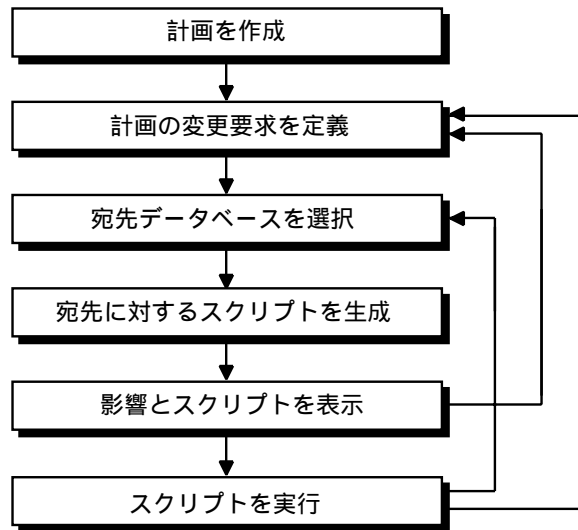 計画を作成
計画の変更要求を定義
宛先データベースを選択
宛先に対するスクリプトを生成
影響とスクリプトを表示
スクリプトを実行